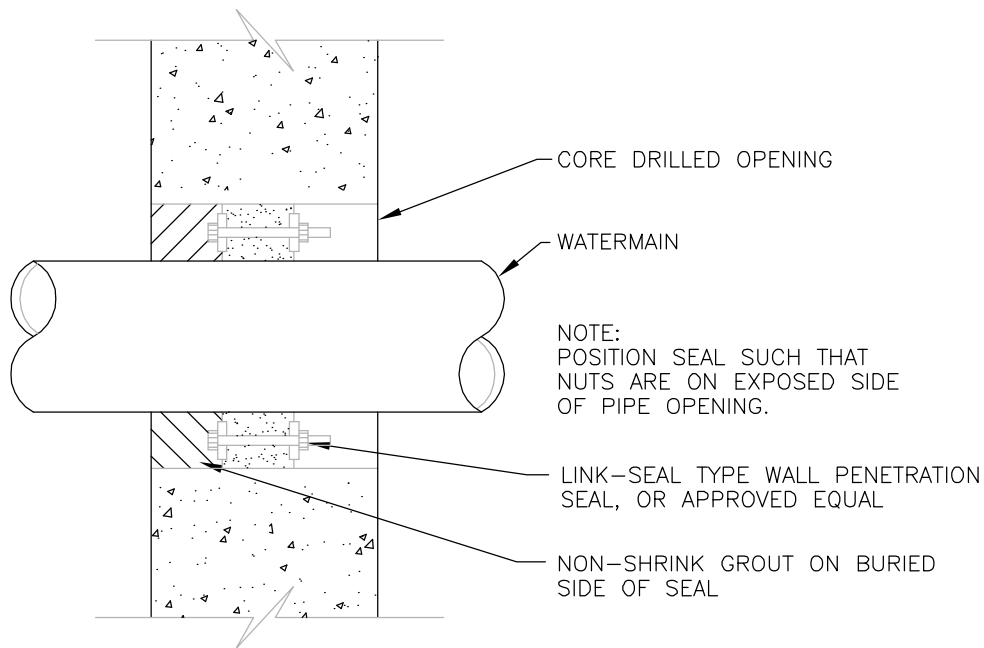 CORE DRILLED OPENING
WATERMAIN
NOTE:
POSITION SEAL SUCH THAT
NUTS ARE ON EXPOSED SIDE
OF PIPE OPENING.
LINK-SEAL TYPE WALL PENETRATION
SEAL, OR APPROVED EQUAL
NON-SHRINK GROUT ON BURIED
SIDE OF SEAL